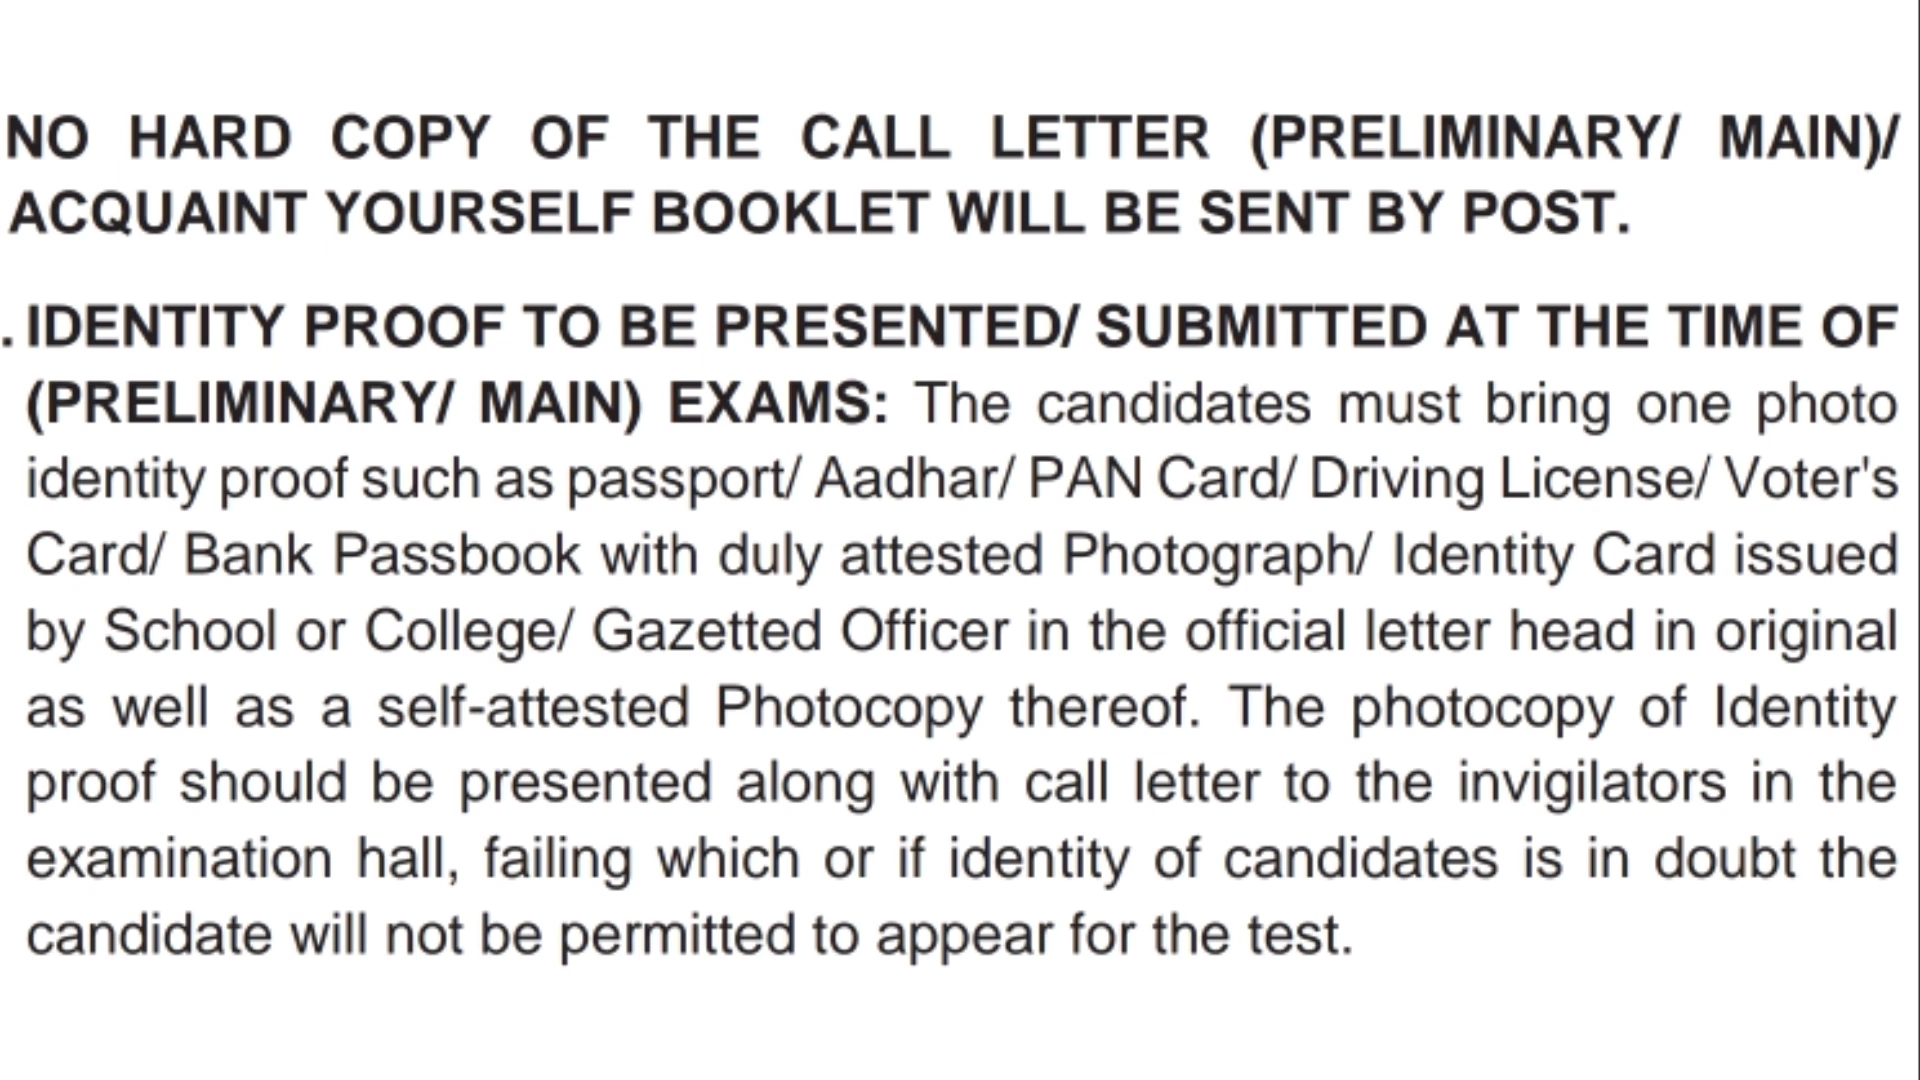 NO HARD COPY OF THE CALL LETTER (PRELIMINARY/ MAIN)/
ACQUAINT YOURSELF BOOKLET WILL BE SENT BY POST.
. IDENTITY PROOF TO BE PRESENTED/ SUBMITTED AT THE TIME OF
(PRELIMINARY/ MAIN) EXAMS: The candidates must bring one photo
identity proof such as passport/ Aadhar/ PAN Card/ Driving License/ Voter's
Card/ Bank Passbook with duly attested Photograph/ Identity Card issued
by School or College/ Gazetted Officer in the official letter head in original
as well as a self-attested Photocopy thereof. The photocopy of Identity
proof should be presented along with call letter to the invigilators in the
examination hall, failing which or if identity of candidates is in doubt the
candidate will not be permitted to appear for the test.